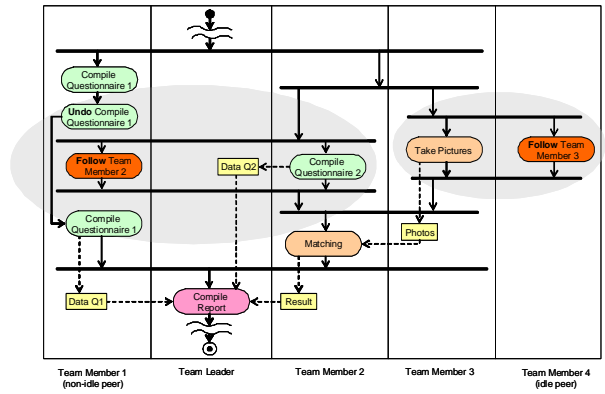 Compile
Questionnaire 1
Undo Compile
Questionnaire 1
Follow Team
Member 2
Data Q2
Compile
Questionnaire 2
Take Pictures
Follow Team
Member 3
Compile
Questionnaire 1
Matching
Photos
Data Q1
Compile
Report
Result
Team Member 1
(non-idle peer)
Team Leader
Team Member 2
Team Member 3
Team Member 4
(idle peer)